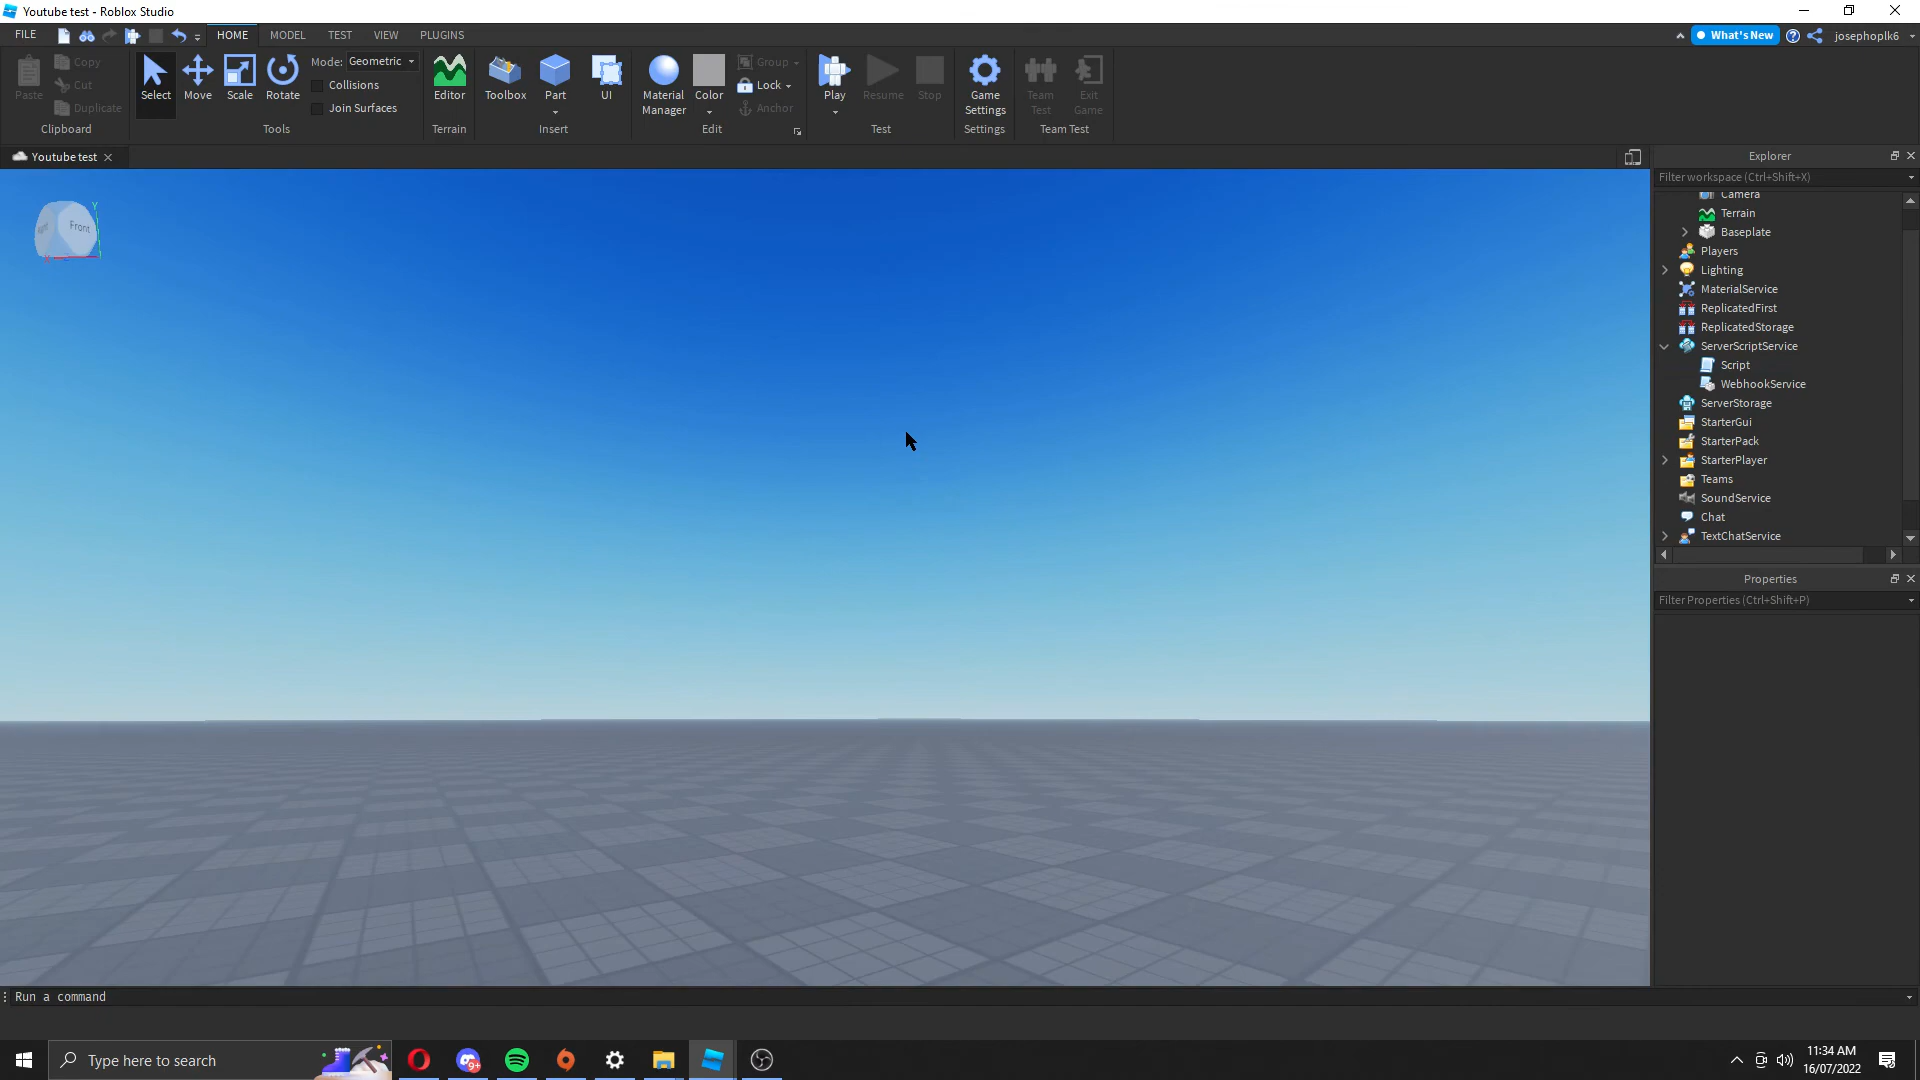 Youtube test - Roblox Studio
FILE HOME MODEL TEST VIEW PLUGINS What's New josephoplk6
Paste Copy Cut Duplicate
Clipboard
Select Move Scale Rotate
Mode: Geometric
Collisions
Join Surfaces
Tools
Editor
Terrain
Toolbox Part UI
Insert
Material Manager Color
Group
Lock
Anchor
Edit
Play Resume Stop
Test
Game Settings
Settings
Team Test Exit Game
Team Test
Youtube test
Front
Y
X
Explorer
Filter workspace (Ctrl+Shift+X)
Camera
Terrain
Baseplate
Players
Lighting
MaterialService
ReplicatedFirst
ReplicatedStorage
ServerScriptService
Script
WebhookService
ServerStorage
StarterGui
StarterPack
StarterPlayer
Teams
SoundService
Chat
TextChatService
Properties
Filter Properties (Ctrl+Shift+P)
Run a command
Type here to search
9+
11:34 AM
16/07/2022